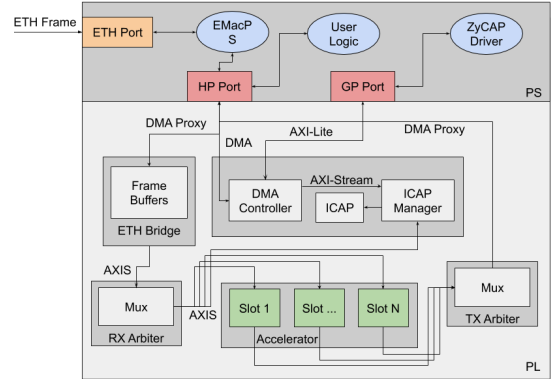 ETH Frame
ETH Port
EMacP
S
User
Logic
ZyCAP
Driver
HP Port
GP Port
PS
DMA Proxy
DMA
AXI-Lite
DMA Proxy
Frame
Buffers
ETH Bridge
DMA
Controller
AXI-Stream
ICAP
ICAP
Manager
AXIS
Mux
RX Arbiter
AXIS
Slot 1
Slot ...
Slot N
Accelerator
Mux
TX Arbiter
PL